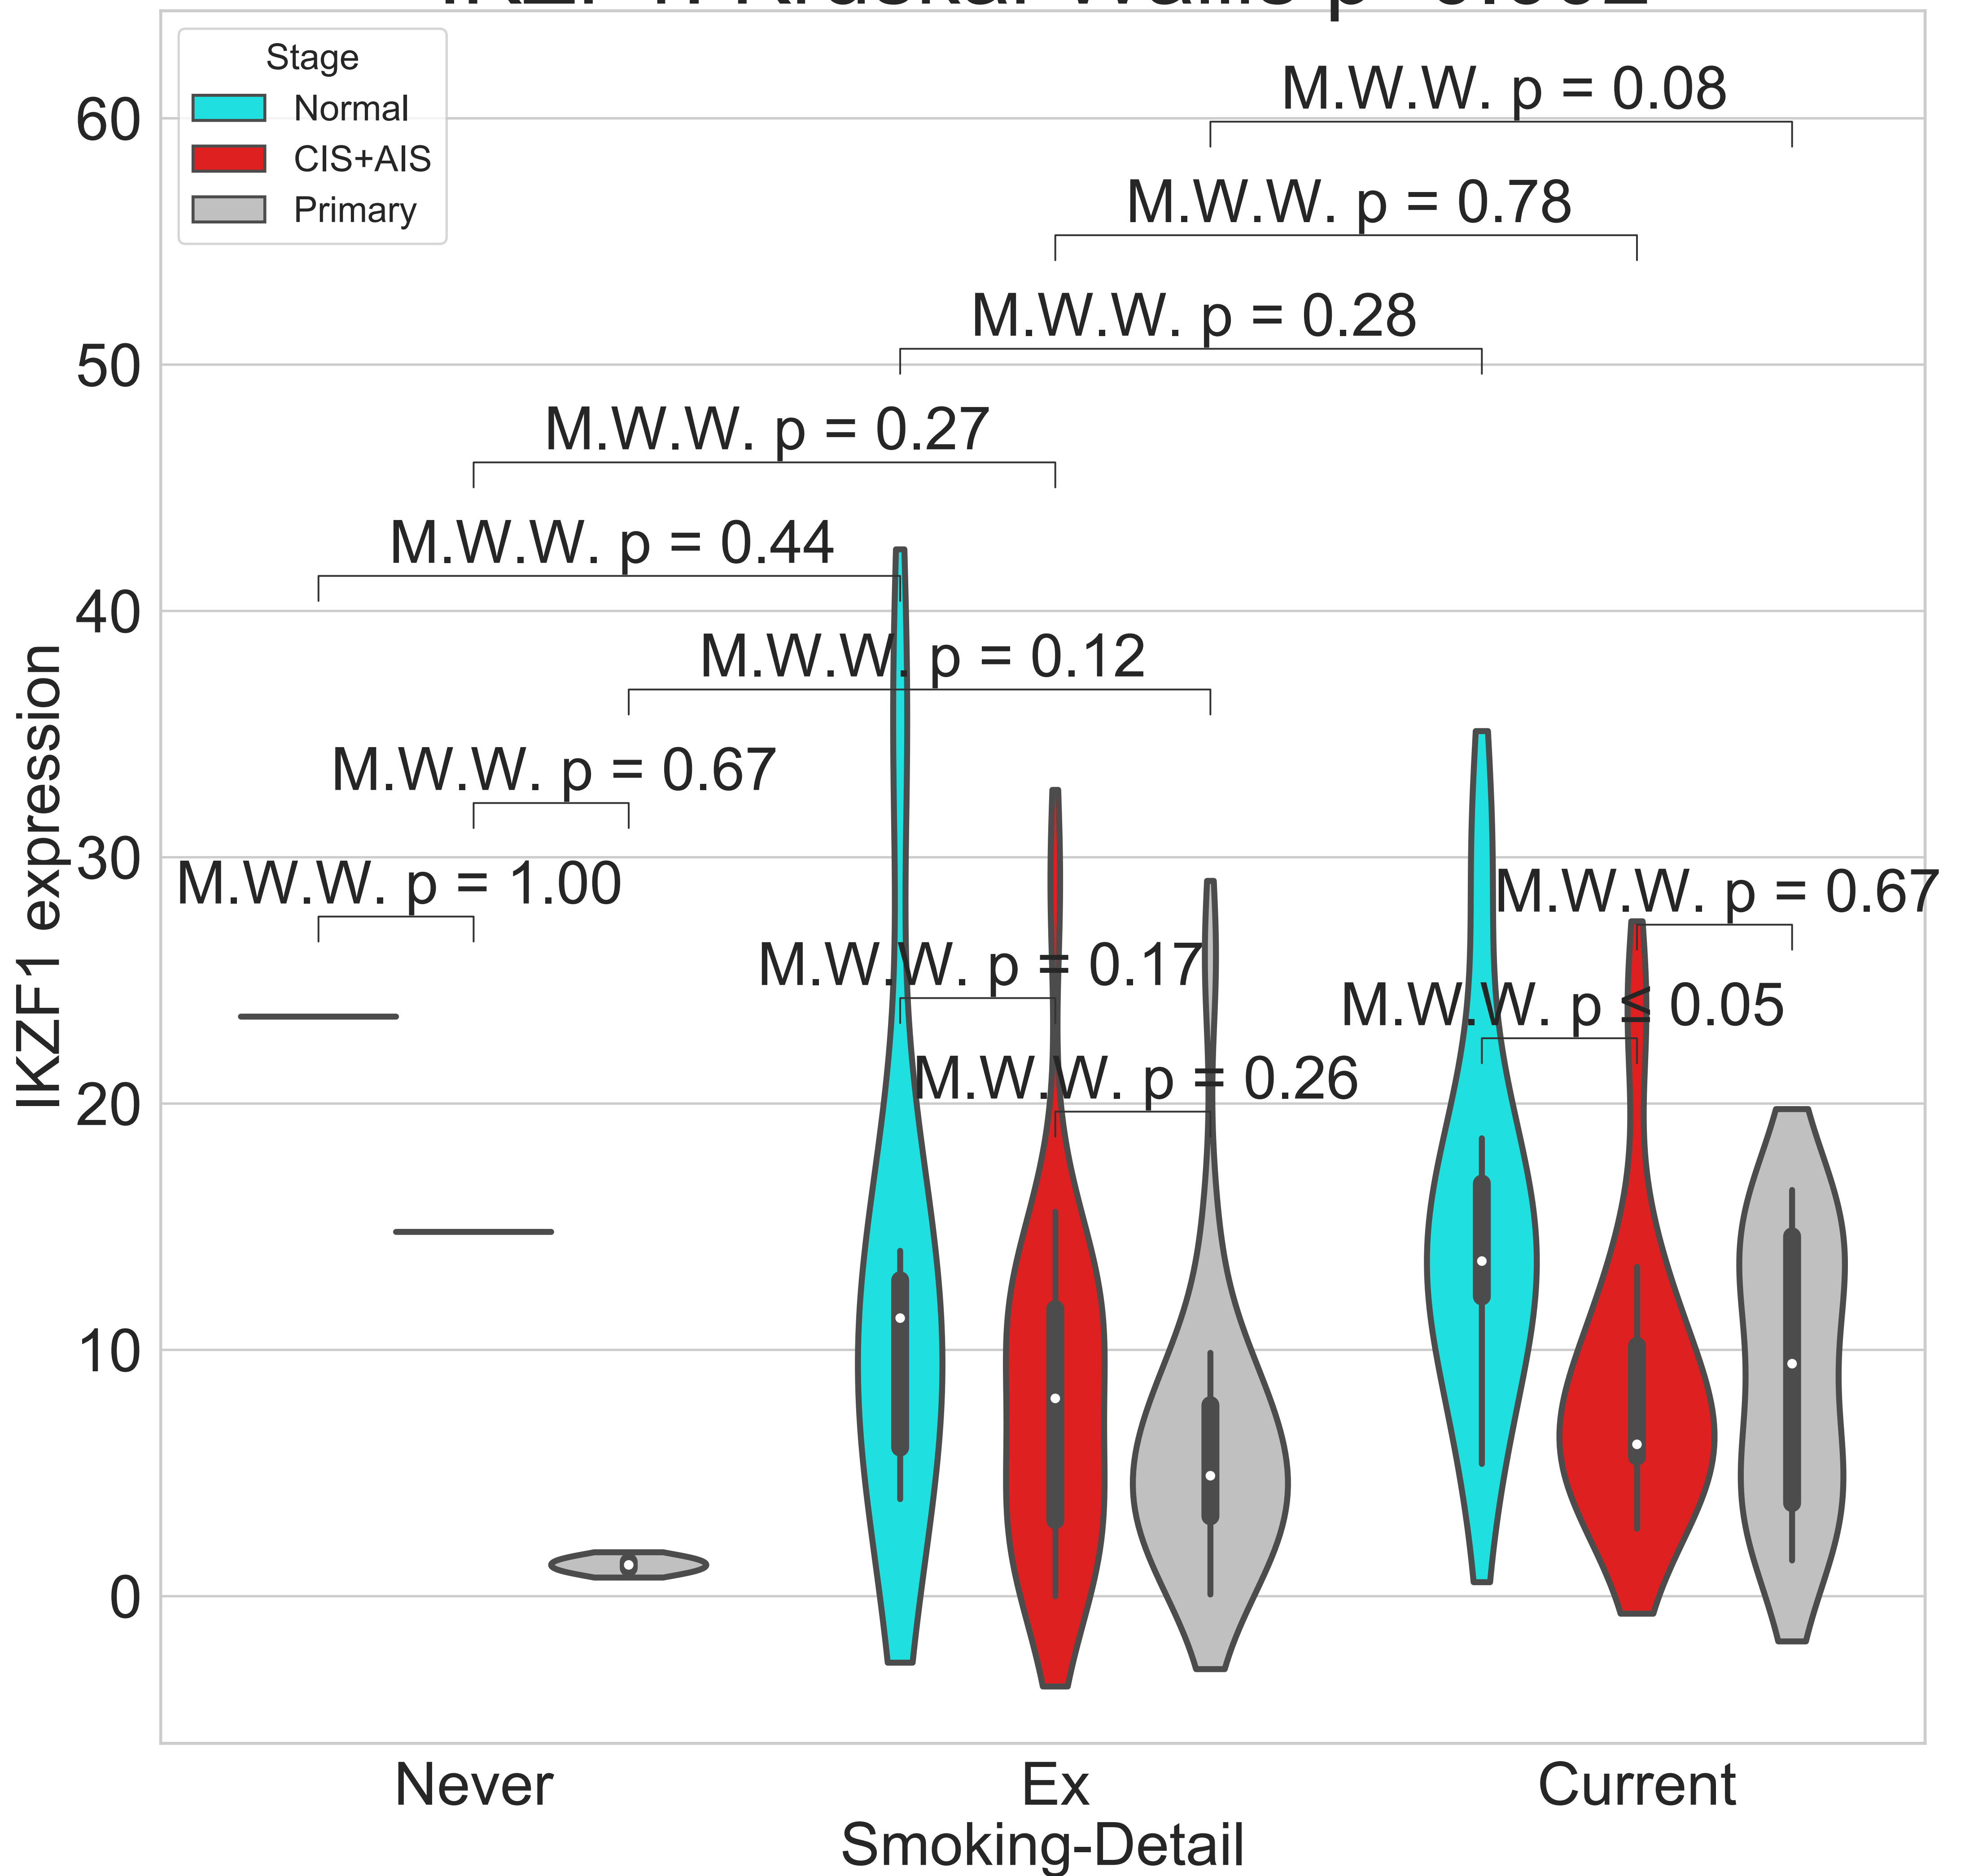 Stage
Normal
CIS+AIS
Primary
M.W.W. p = 0.08
M.W.W. p = 0.78
M.W.W. p = 0.28
M.W.W. p = 0.27
M.W.W. p = 0.44
M.W.W. p = 0.12
M.W.W. p = 0.67
M.W.W. p = 1.00
M.W.W. p = 0.67
M.W.W. p = 0.17
M.W.W. p ≤ 0.05
M.W.W. p = 0.26
60
50
40
30
20
10
0
IKZF1 expression
Never
Ex
Current
Smoking-Detail